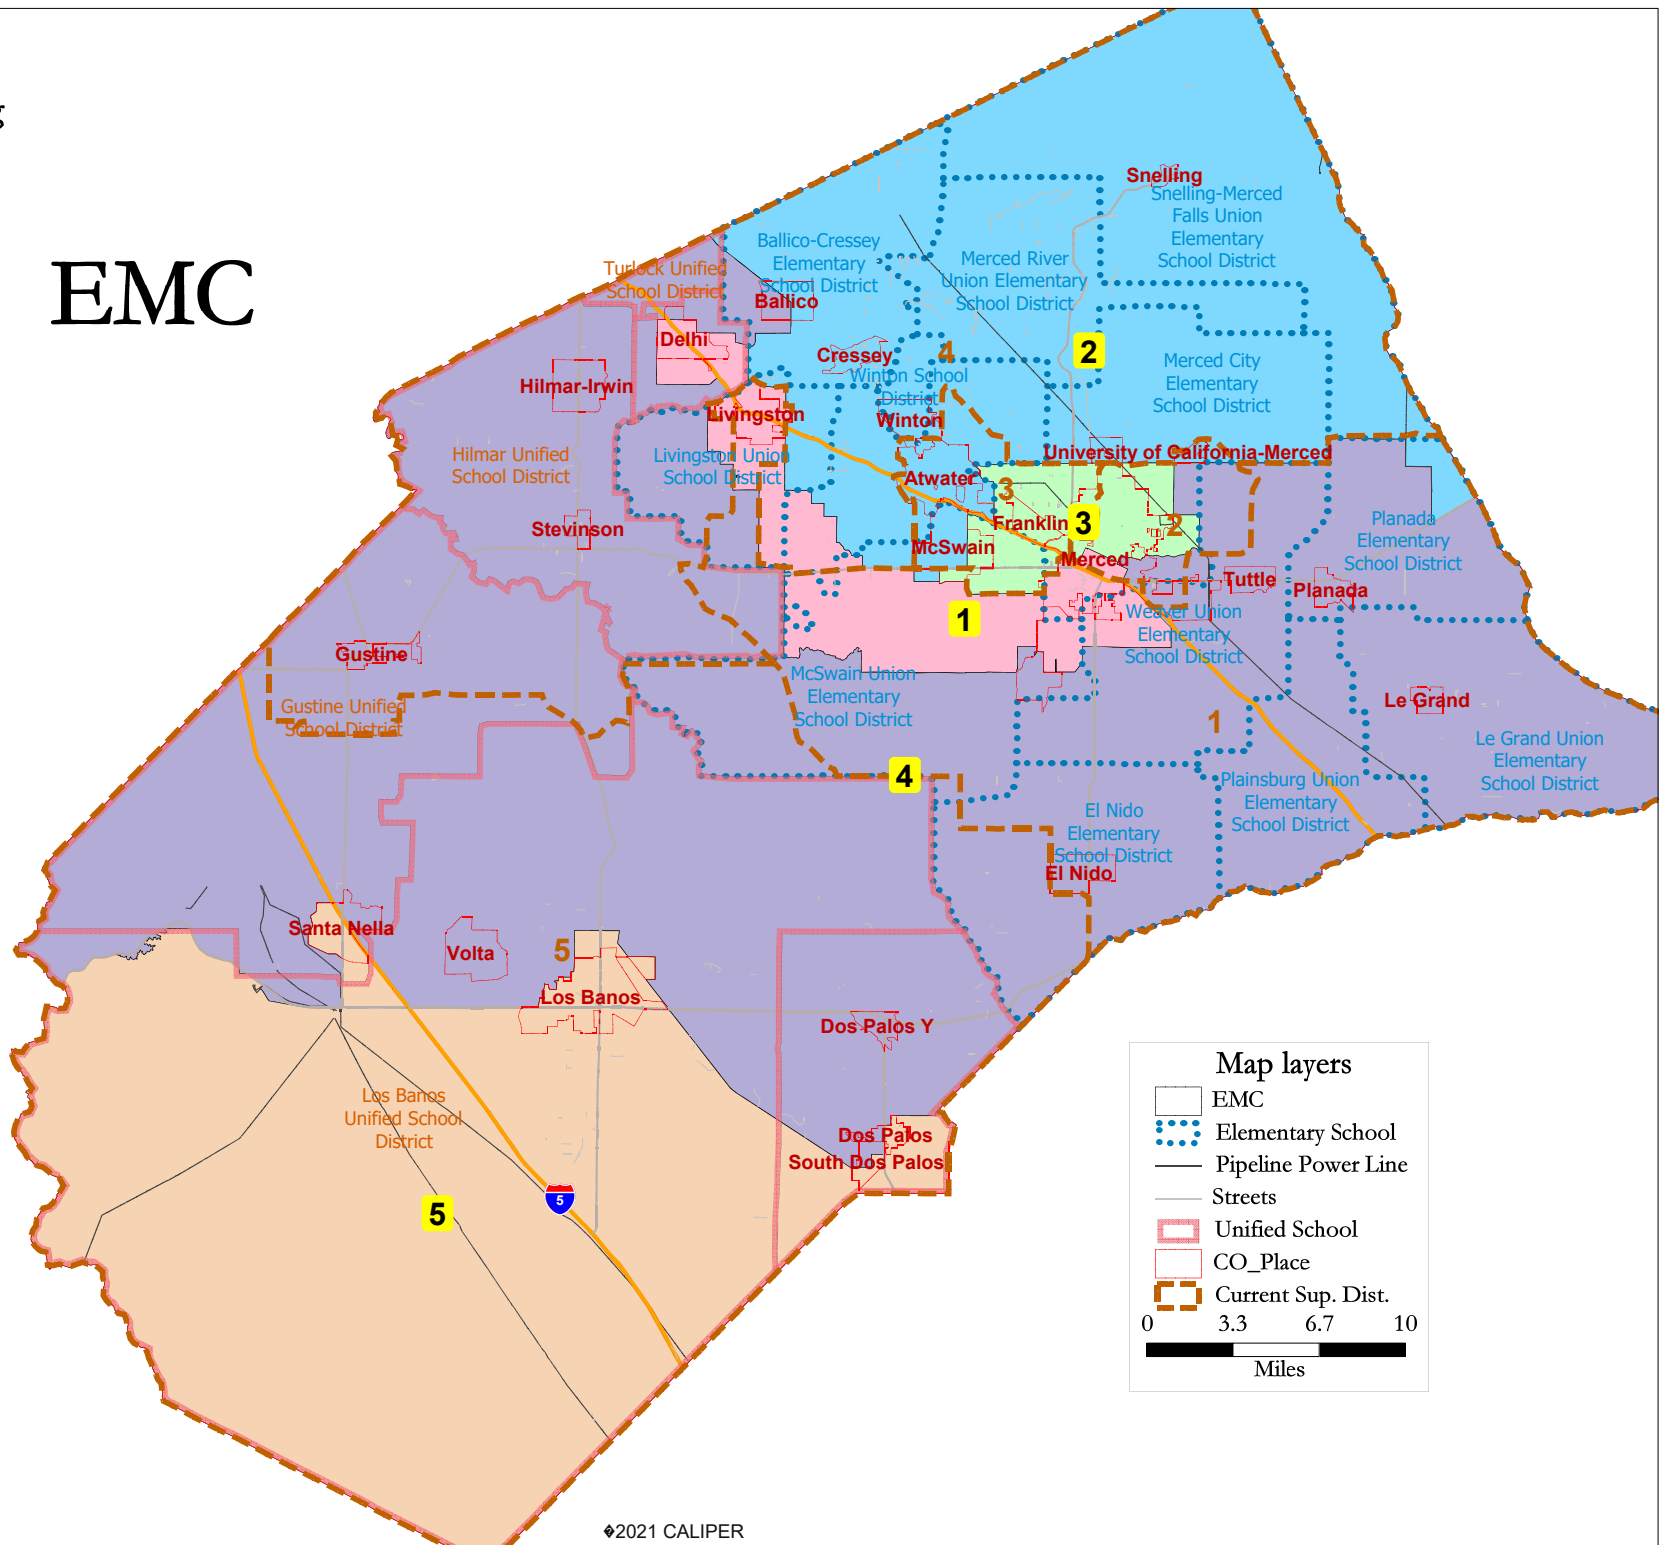 EMC
Snelling
Snelling-Merced
Falls Union
Elementary
School District
Ballico-Cressey
Elementary
School District
Merced River
Union Elementary
School District
Turlock Unified
School District
Ballico
Delhi
Cressey
4
2
Winton School
District
Merced City
Elementary
School District
Hilmar-Irwin
Livingston
Winton
University of California-Merced
Hilmar Unified
School District
Livingston Union
School District
Atwater
3
Franklin
3
2
Stevinson
McSwain
Merced
Planada
Elementary
School District
Tuttle
Planada
1
Weaver Union
Elementary
School District
Gustine
McSwain Union
Elementary
School District
Gustine Unified
School District
Le Grand
1
Le Grand Union
Elementary
School District
4
Plainsburg Union
Elementary
School District
El Nido
Elementary
School District
El Nido
Santa Nella
Volta
5
Los Banos
Dos Palos Y
Los Banos
Unified School
District
Dos Palos
South Dos Palos
5
5
Map layers
EMC
Elementary School
Pipeline Power Line
Streets
Unified School
CO_Place
Current Sup. Dist.
0 3.3 6.7 10
Miles
�2021 CALIPER